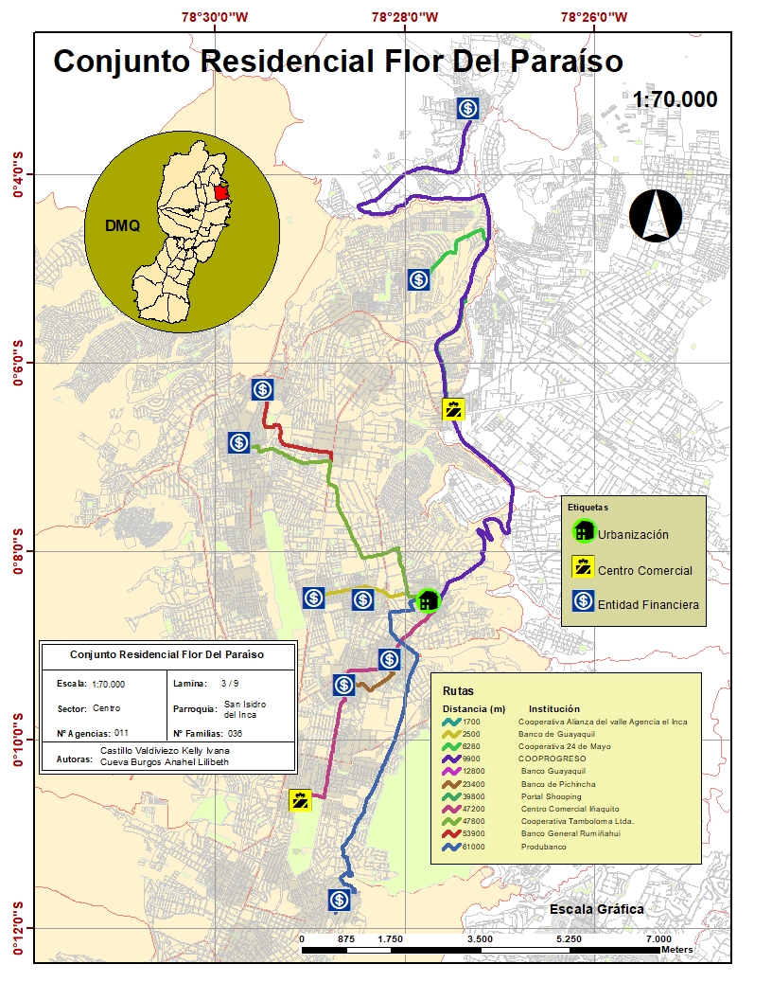 78°30'0"W
78°28'0"W
78°26'0"W
Conjunto Residencial Flor Del Paraíso
1:70.000
0°4'0"S
DMQ
0°6'0"S
0°8'0"S
Etiquetas
Urbanización
Centro Comercial
Entidad Financiera
Conjunto Residencial Flor Del Paraíso
Escala: 1:70.000
Lamina: 3 / 9
Sector: Centro
Parroquia: San Isidro
del Inca
Nº Agencias: 011
Nº Familias: 036
Autoras: Castillo Valdiviezo Kelly Ivana
Cueva Burgos Anahel Lilibeth
Rutas
Distancia (m) Institución
1700 Cooperativa Alianza del valle Agencia el Inca
2500 Banco de Guayaquil
6280 Cooperativa 24 de Mayo
9900 COOPROGRESO
12800 Banco Guayaquil
23400 Banco de Pichincha
39800 Portal Shooping
47200 Centro Comercial Iñaquito
47800 Cooperativa Tamboloma Ltda.
53900 Banco General Rumiñahui
61000 Produbanco
0°10'0"S
Escala Gráfica
0°12'0"S
0 875 1.750 3.500 5.250 7.000
Meters